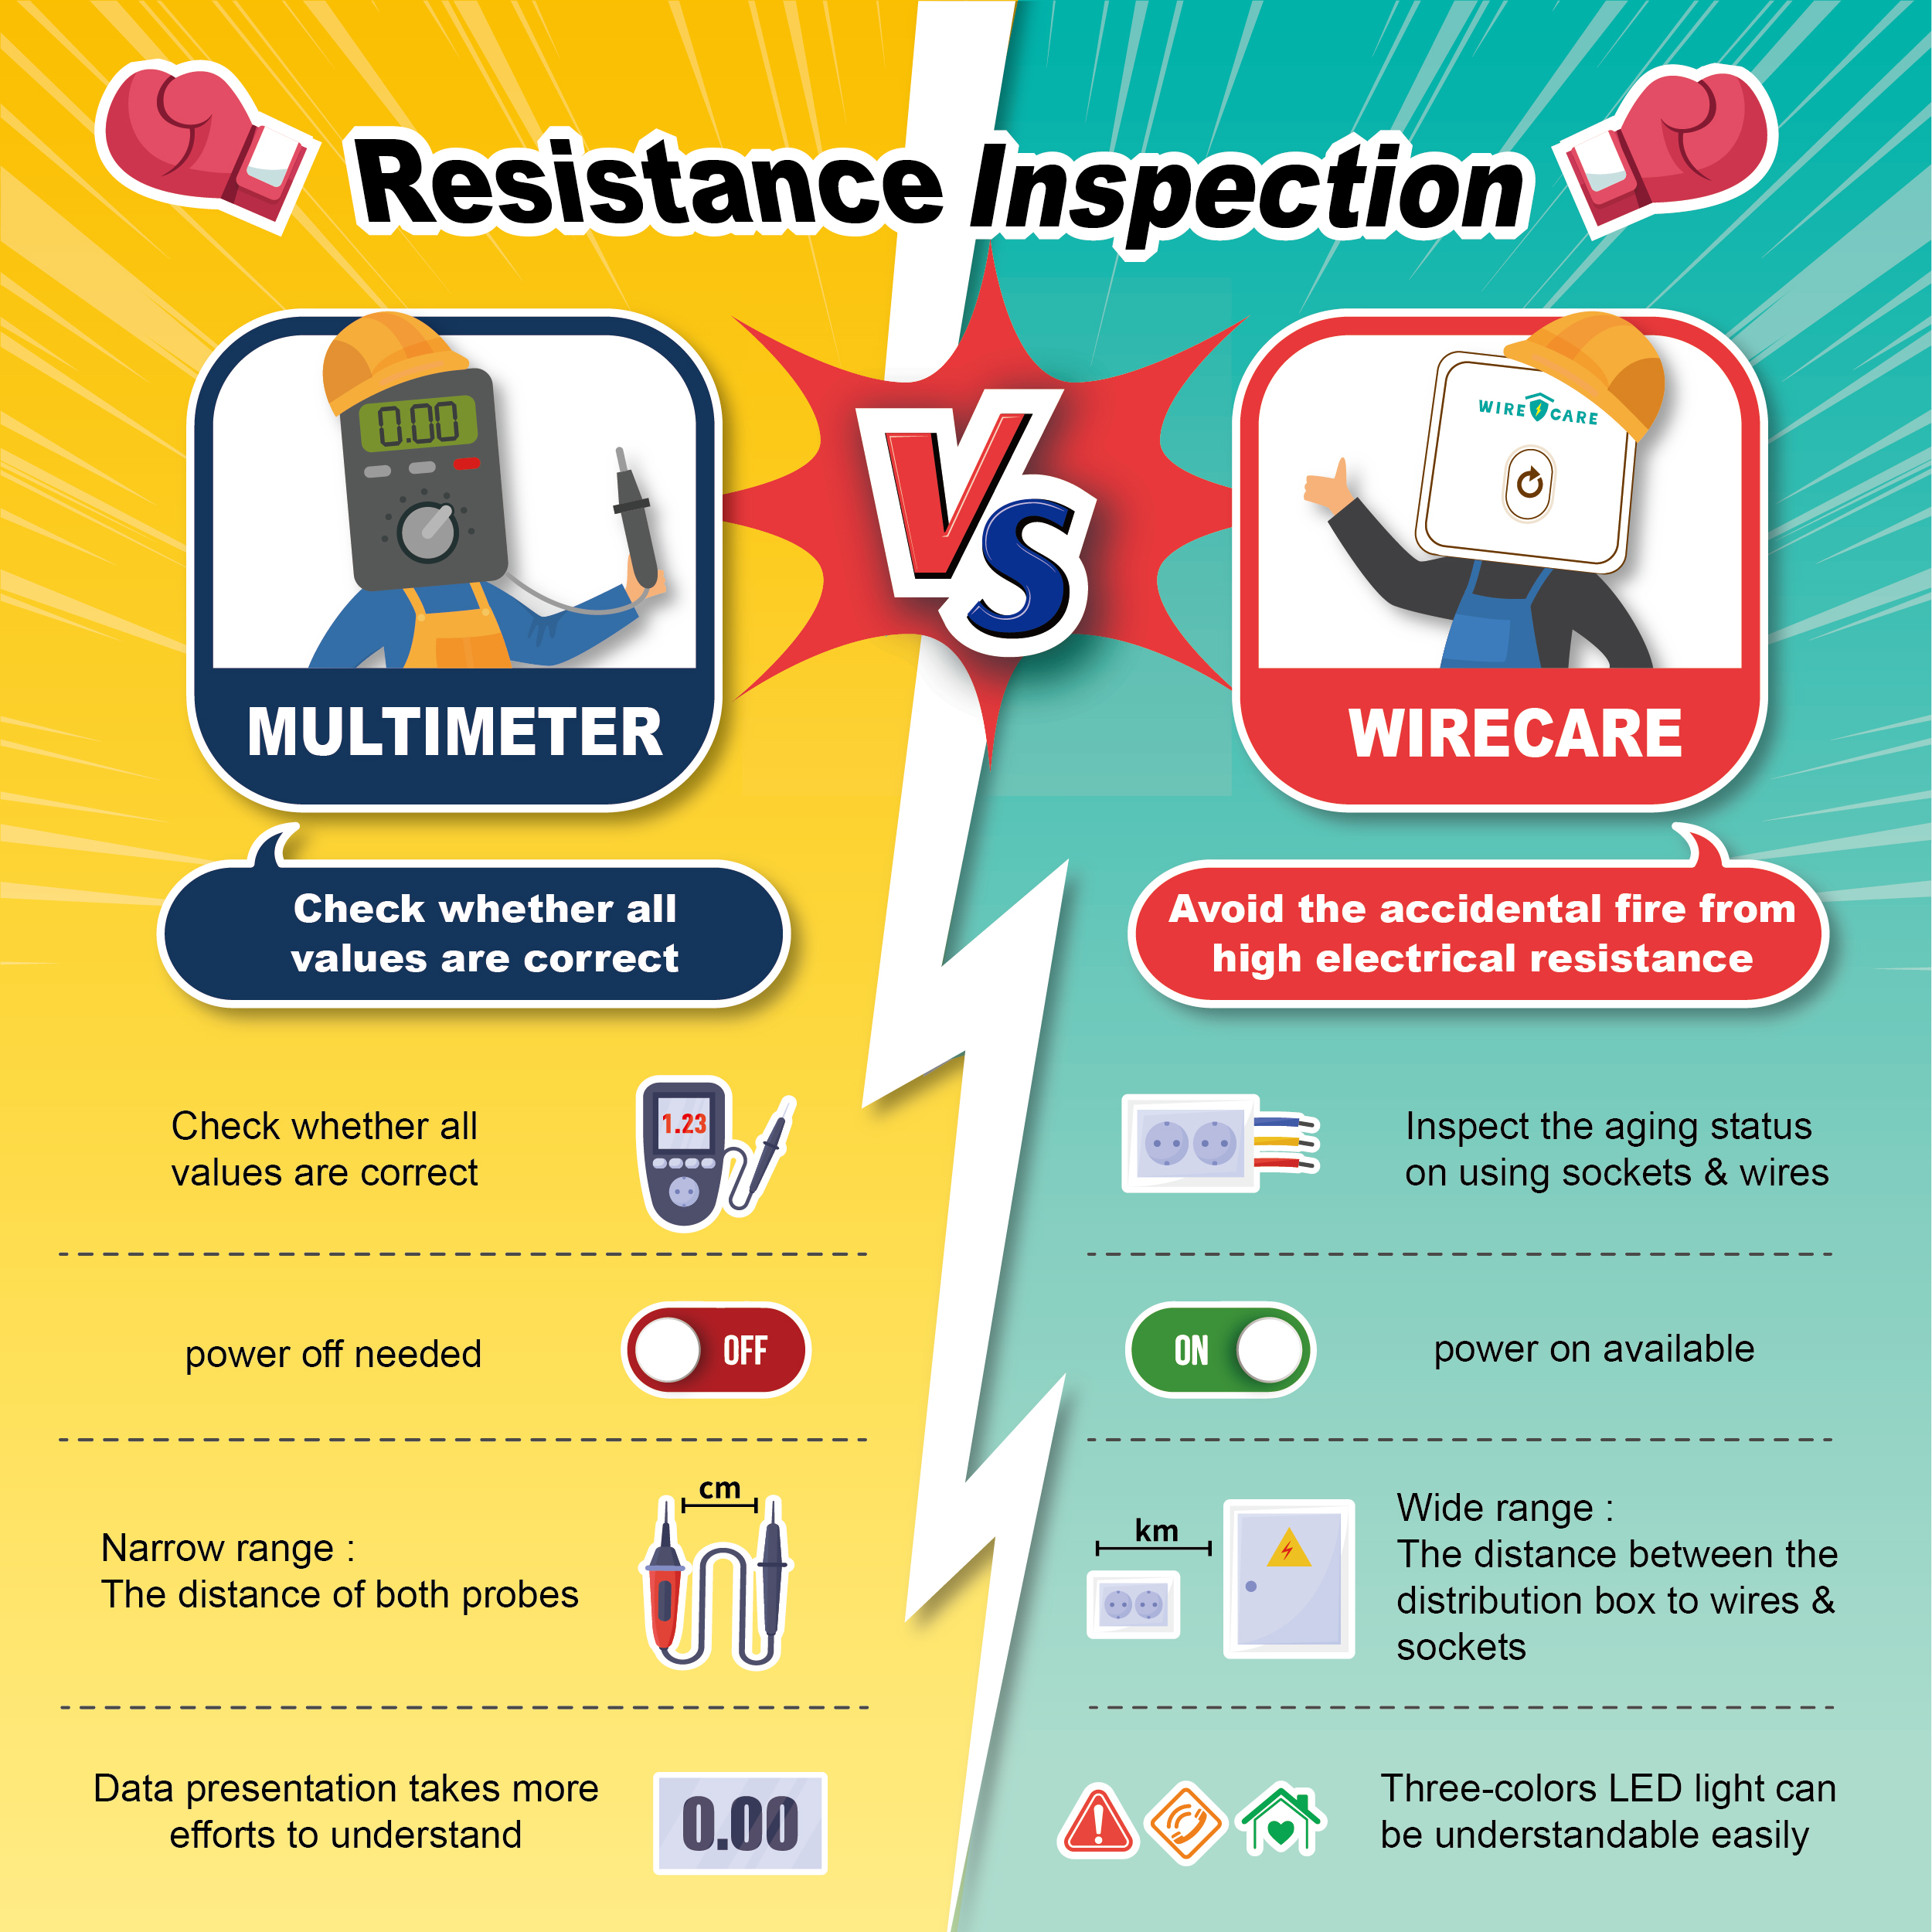 Resistance Inspection
0.00
WIRE CARE
VS
MULTIMETER
WIRECARE
Check whether all
values are correct
Avoid the accidental fire from
high electrical resistance
Check whether all
values are correct
1.23
Inspect the aging status
on using sockets & wires
power off needed
OFF
ON
power on available
Narrow range :
The distance of both probes
cm
km
Wide range :
The distance between the
distribution box to wires &
sockets
Data presentation takes more
efforts to understand
0.00
Three-colors LED light can
be understandable easily